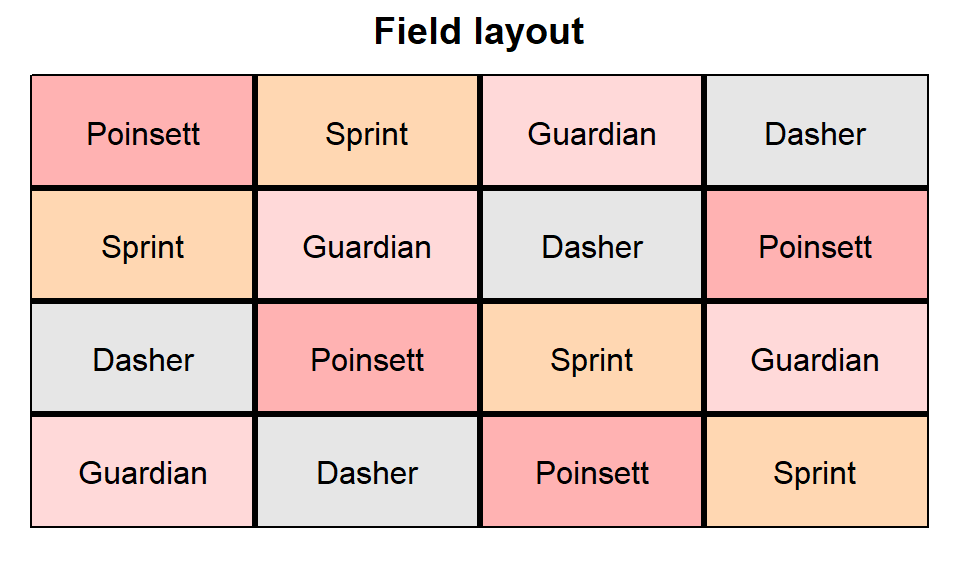 Field layout
Poinsett Sprint Guardian Dasher
Sprint Guardian Dasher Poinsett
Dasher Poinsett Sprint Guardian
Guardian Dasher Poinsett Sprint